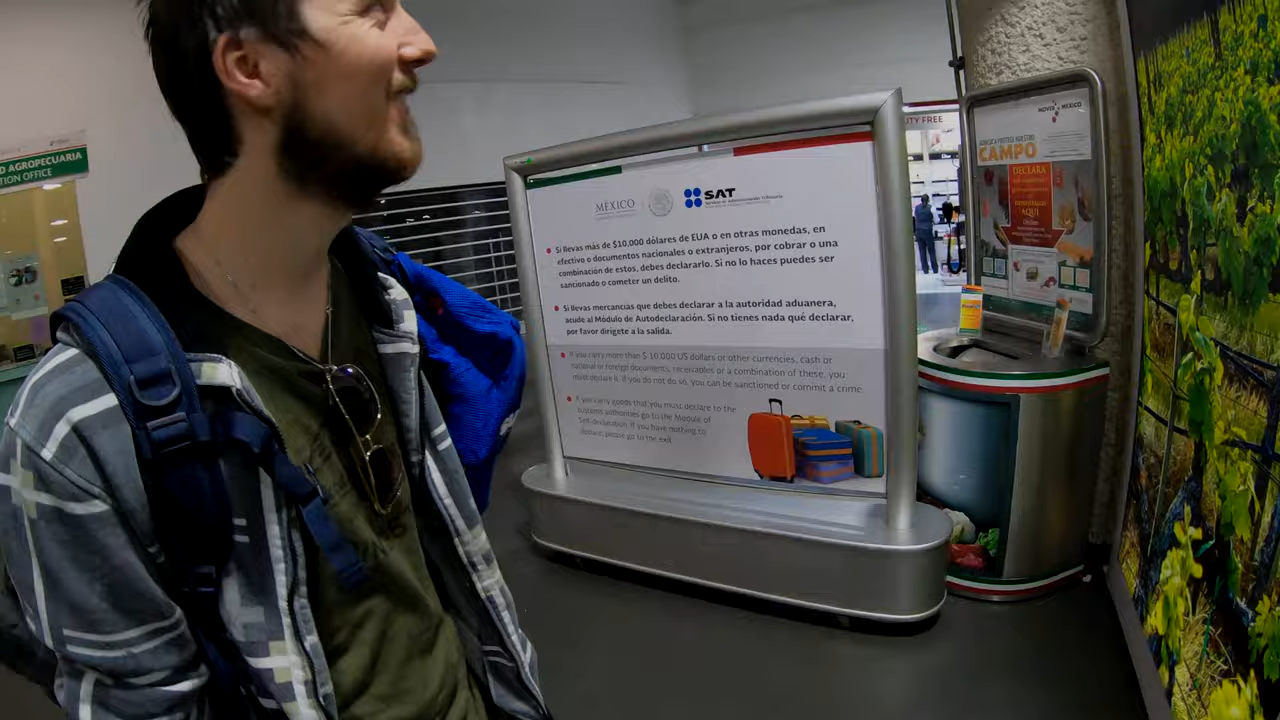 D AGROPECUARIA
TION OFFICE
MÉXICO
SAT
Servicio de Administración Tributaria
Si llevas más de $10,000 dólares de EUA o en otras monedas, en
efectivo o documentos nacionales o extranjeros, por cobrar o una
combinación de estos, debes declararlo. Si no lo haces puedes ser
sancionado o cometer un delito.
Si llevas mercancías que debes declarar a la autoridad aduanera,
acude al Módulo de Autodeclaración. Si no tienes nada qué declarar,
por favor dirígete a la salida.
If you carry more than $ 10,000 US dollars or other currencies, cash or
national or foreign documents, receivables or a combination of these, you
must declare it. If you do not do so, you can be sanctioned or commit a crime.
If you carry goods that you must declare to the
customs authorities go to the Module of
Self-declaration. If you have nothing to
declare, please go to the exit.
UTY FREE
MOVER A MÉXICO
CAMPO
DECLARA
AQUÍ